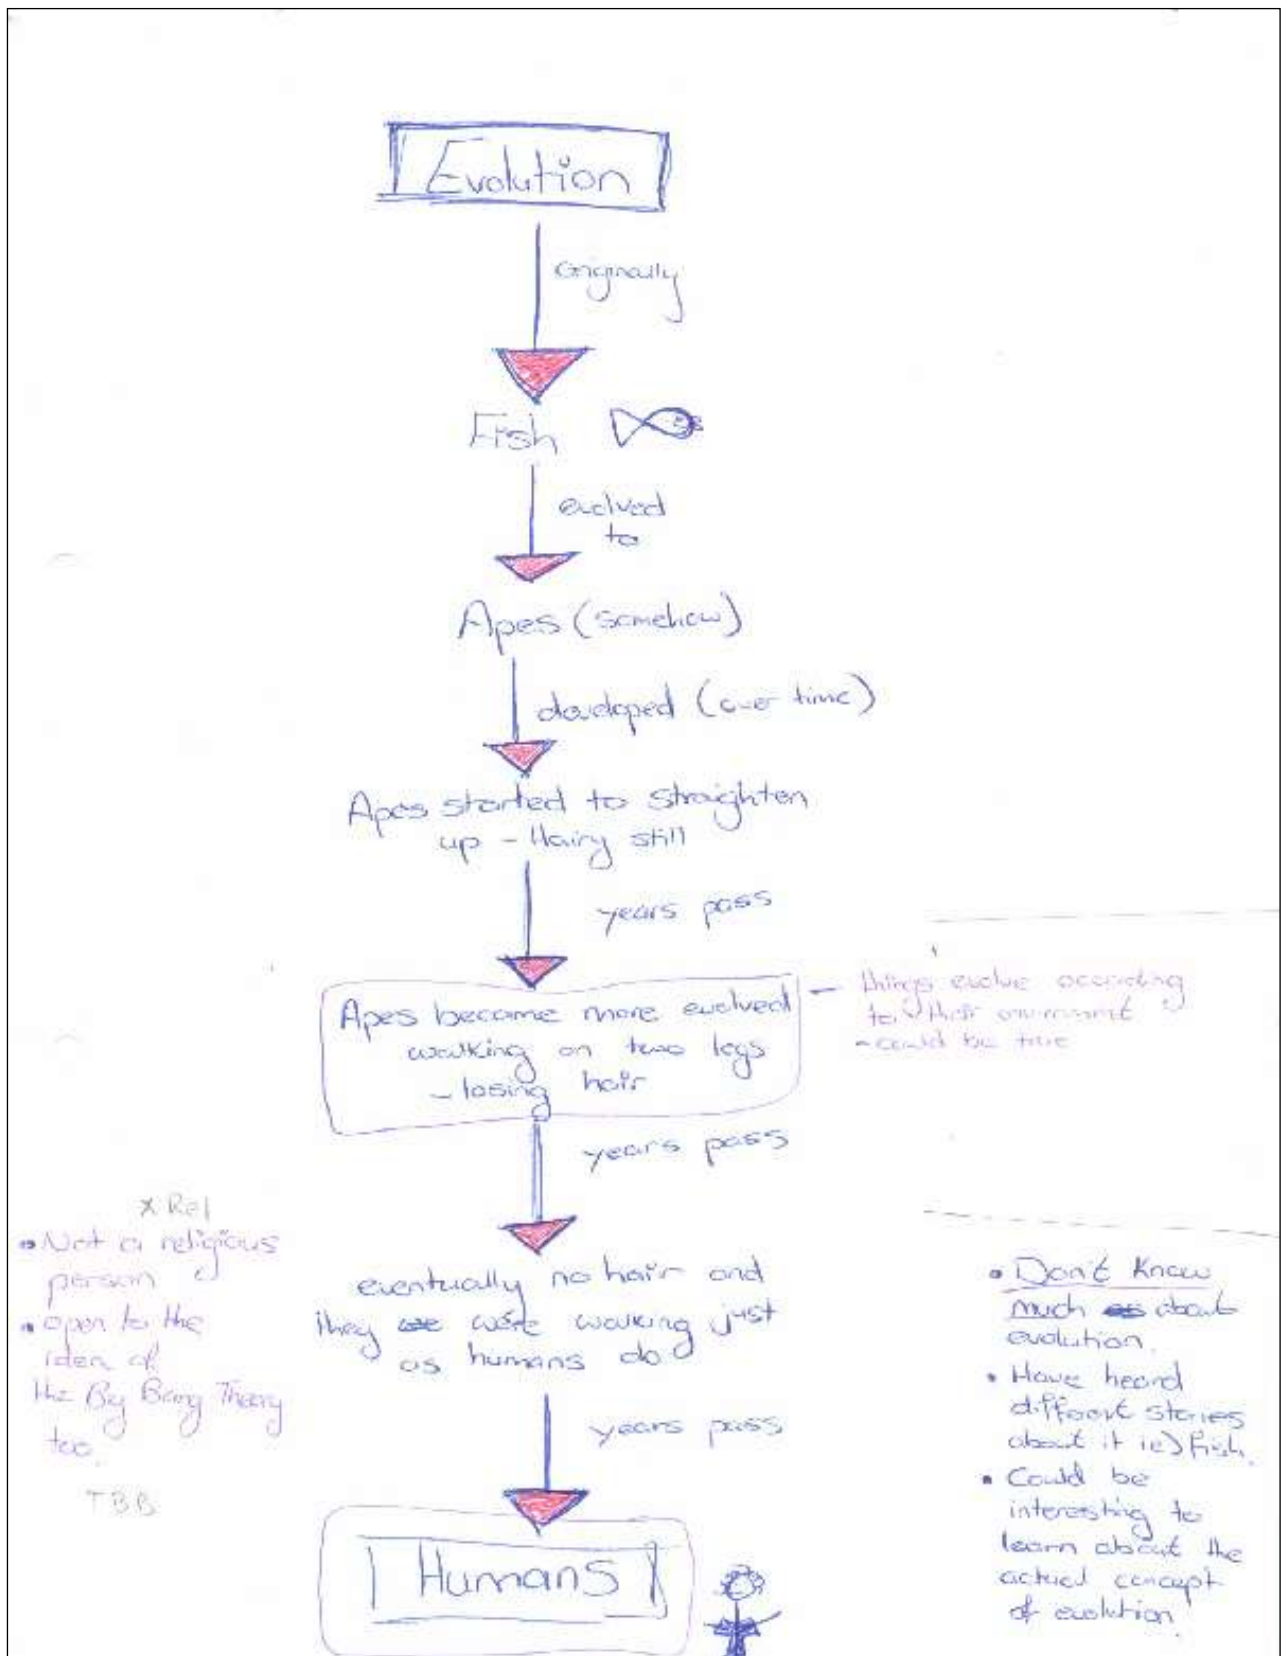 Evolution
originally
Fish
evolved
to
Apes (somehow)
developed (over time)
Apes started to straighten
up - Hairy still
years pass
Apes became more evolved
walking on two legs
- losing hair
- things evolve according
to their
- could be true
years pass
eventually no hair and
they were walking just
as humans do
years pass
Humans
x Rel
• Not a religious
person
• open to the
idea of
the Big Bang Theory
too.
TBB
• Don't Know
much about
evolution.
• Have heard
different stories
about it ie) fish.
• Could be
interesting to
learn about the
actual concept
of evolution.